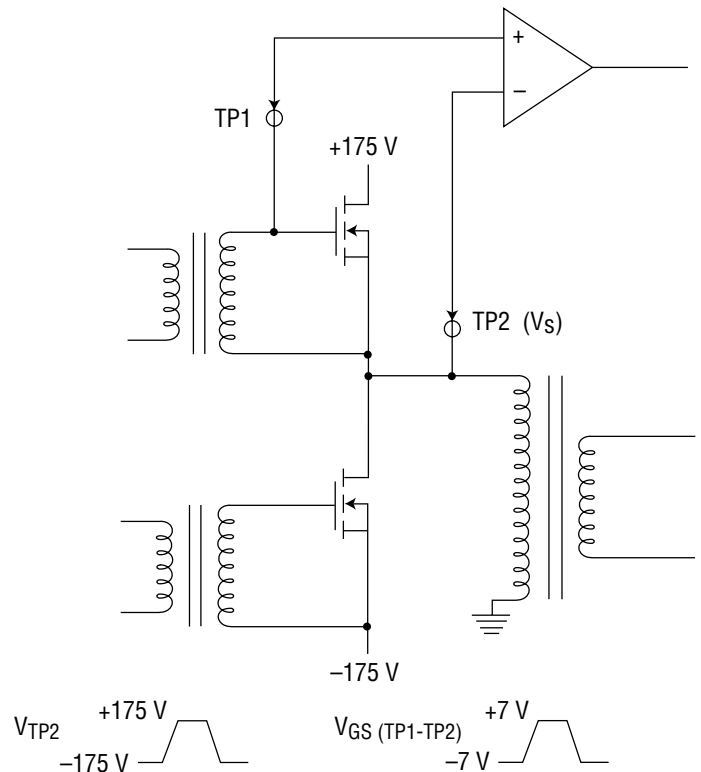 +
−
TP1
+175 V
TP2 (VS)
−175 V
VTP2
+175 V
−175 V
VGS (TP1-TP2)
+7 V
−7 V